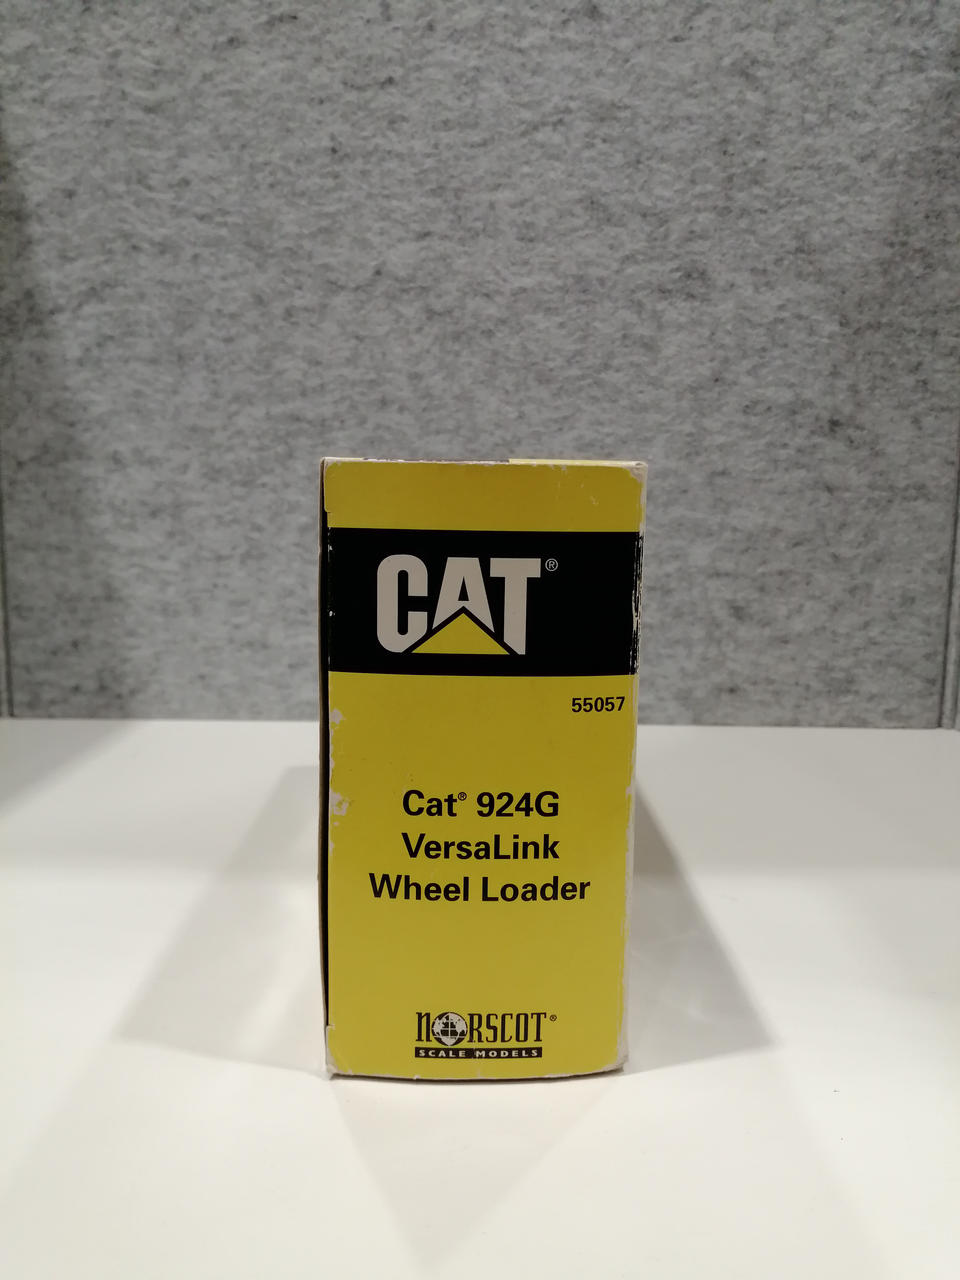 CAT®
55057
Cat® 924G
VersaLink
Wheel Loader
NORSCOT®
SCALE MODELS